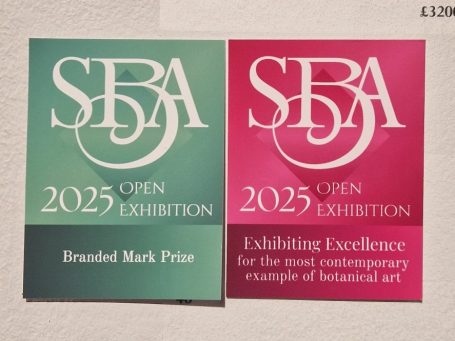 £3200
SBA
2025 OPEN
EXHIBITION
Branded Mark Prize
SBA
2025 OPEN
EXHIBITION
Exhibiting Excellence
for the most contemporary
example of botanical art